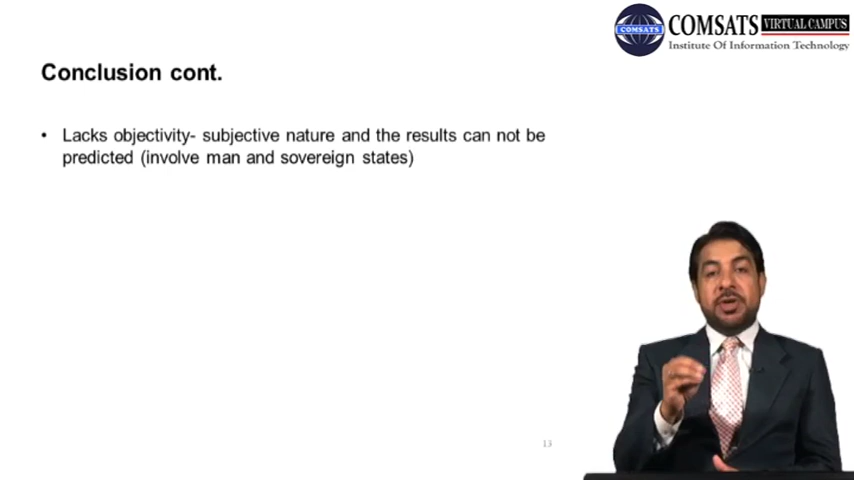 COMSATS VIRTUAL CAMPUS
COMSATS
Institute Of Information Technology
Conclusion cont.
• Lacks objectivity- subjective nature and the results can not be
predicted (involve man and sovereign states)
13